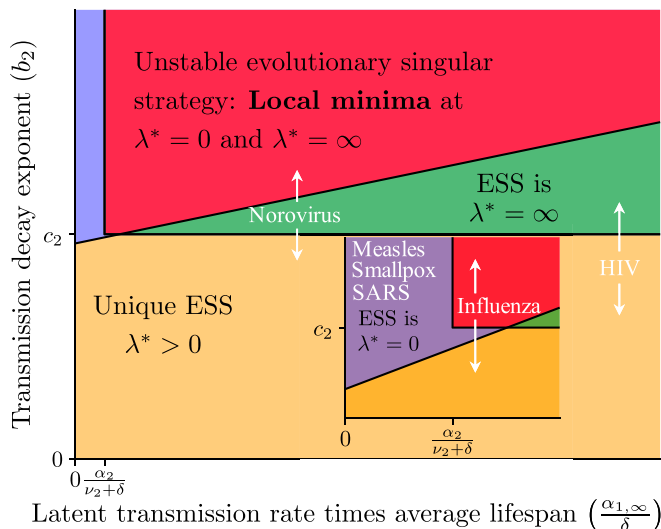 Transmission decay exponent (b₂)
Unstable evolutionary singular
strategy: Local minima at
λ* = 0 and λ* = ∞
ESS is
λ* = ∞
Norovirus
c₂
Measles
Smallpox
SARS
ESS is
λ* = 0
Influenza
HIV
Unique ESS
λ* > 0
c₂
0
α₂/(ν₂+δ)
0
0
α₂/(ν₂+δ)
Latent transmission rate times average lifespan (α₁,∞/δ)